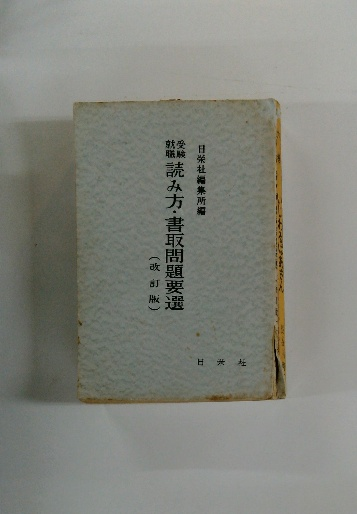 日栄社編集所編
受験
就職
読み方・書取問題要選
(改訂版)
日栄社